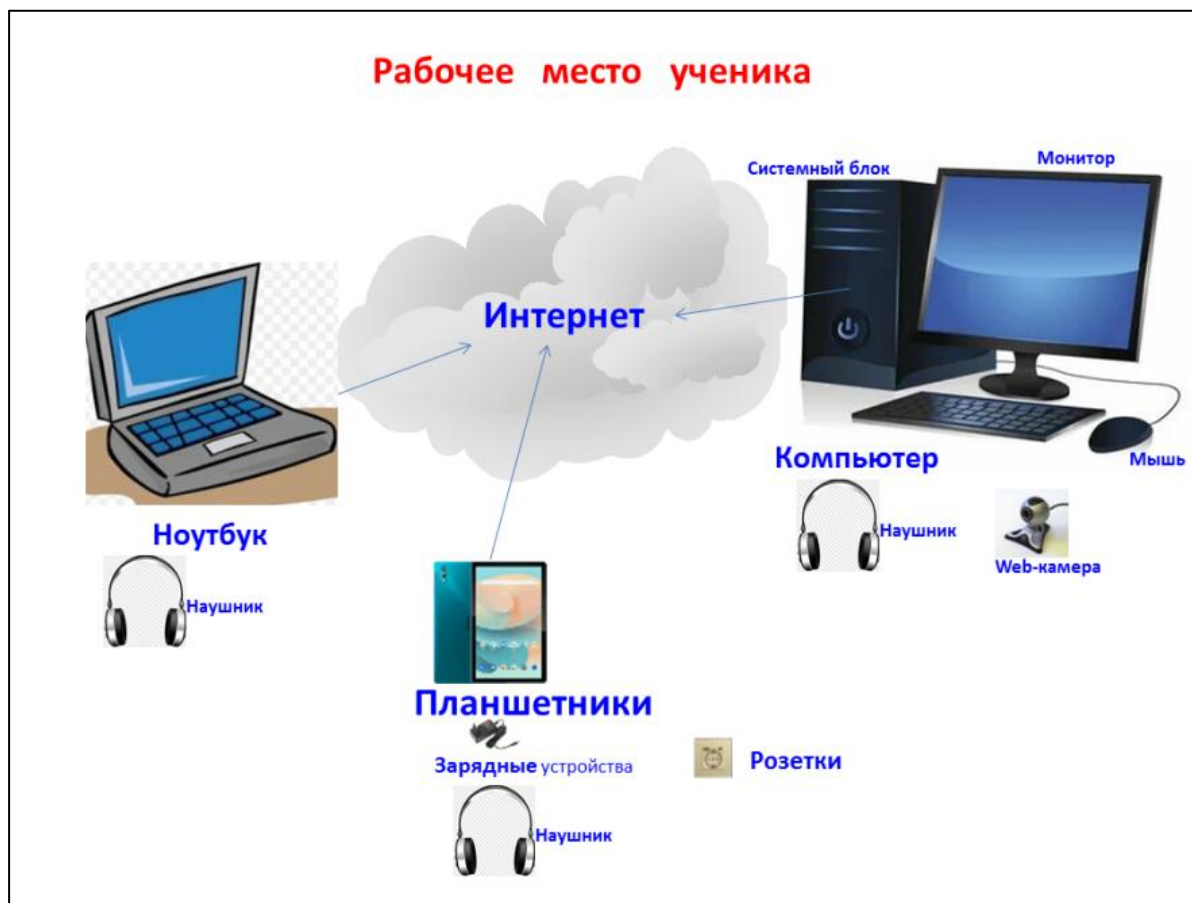 Рабочее место ученика
Системный блок
Монитор
Интернет
Компьютер
Мышь
Наушник
Web-камера
Ноутбук
Наушник
Планшетники
Зарядные устройства
Розетки
Наушник